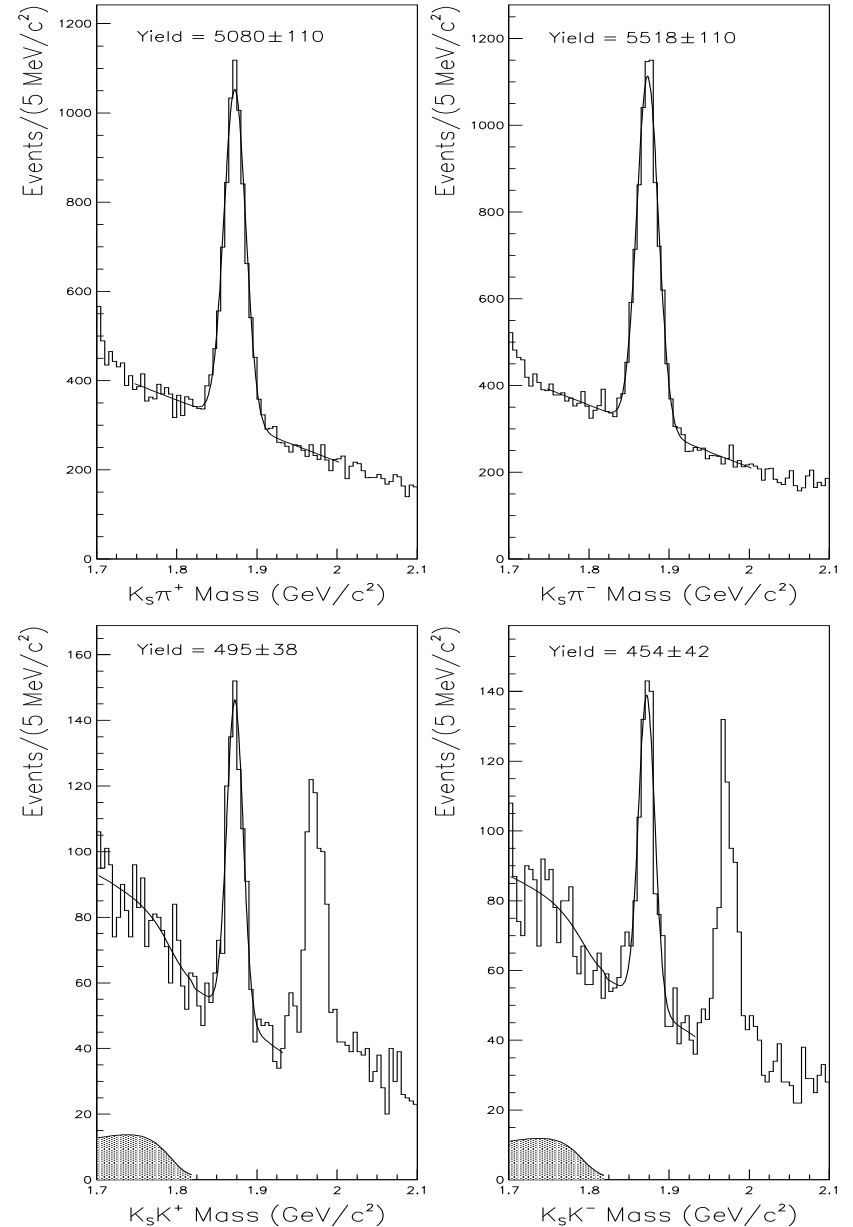 Events/(5 MeV/c²)
Yield = 5080±110
1200
1000
800
600
400
200
0
1.7 1.8 1.9 2 2.1
K_Sπ⁺ Mass (GeV/c²)
Events/(5 MeV/c²)
Yield = 5518±110
1200
1000
800
600
400
200
0
1.7 1.8 1.9 2 2.1
K_Sπ⁻ Mass (GeV/c²)
Events/(5 MeV/c²)
Yield = 495±38
160
140
120
100
80
60
40
20
0
1.7 1.8 1.9 2 2.1
K_SK⁺ Mass (GeV/c²)
Events/(5 MeV/c²)
Yield = 454±42
140
120
100
80
60
40
20
0
1.7 1.8 1.9 2 2.1
K_SK⁻ Mass (GeV/c²)